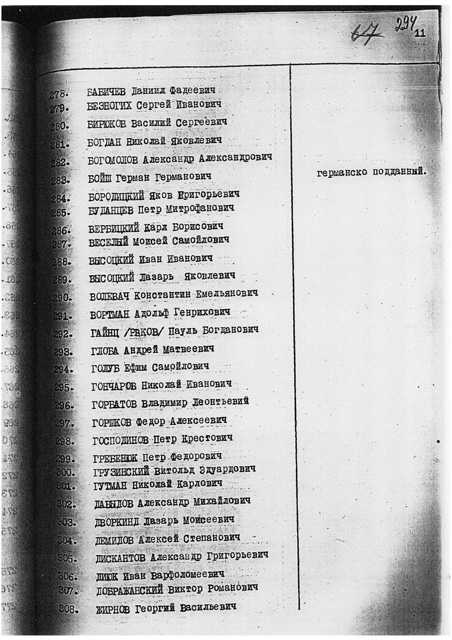 67 294
11
278. БАБИЧЕВ Даниил Фадеевич
279. БЕЗНОГИХ Сергей Иванович
280. БИРЮКОВ Василий Сергеевич
281. БОГДАН Николай Яковлевич
282. БОГОМОЛОВ Александр Александрович
283. БОЙШ Герман Германович германско подданный.
284. БОРОДИЦКИЙ Яков Григорьевич
285. БУДАНЦЕВ Петр Митрофанович
286. ВЕРБИЦКИЙ Карл Борисович
287. ВЕСЕЛЫЙ Моисей Самойлович
288. ВЫСОЦКИЙ Иван Иванович
289. ВЫСОЦКИЙ Лазарь Яковлевич
290. ВОЛЕВАЧ Константин Емельянович
291. ВОРТМАН Адольф Генрихович
292. ГАЙНЦ /РАКОВ/ Пауль Богданович
293. ГЛОБА Андрей Матвеевич
294. ГОЛУБ Ефим Самойлович
295. ГОНЧАРОВ Николай Иванович
296. ГОРБАТОВ Владимир Леонтьевий
297. ГОРШКОВ Федор Алексеевич
298. ГОСПОДИНОВ Петр Крестович
299. ГРЕБЕНЮК Петр Федорович
300. ГРУЗИНСКИЙ Витольд Эдуардович
301. ГУТМАН Николай Карлович
302. ДАВЫДОВ Александр Михайлович
303. ДВОРКИНД Лазарь Моисеевич
304. ДЕМИДОВ Алексей Степанович
305. ДИСКАНТОВ Александр Григорьевич
306. ДИЮК Иван Варфоломеевич
307. ДОБРЖАНСКИЙ Виктор Романович
308. ЖИРНОВ Георгий Васильевич